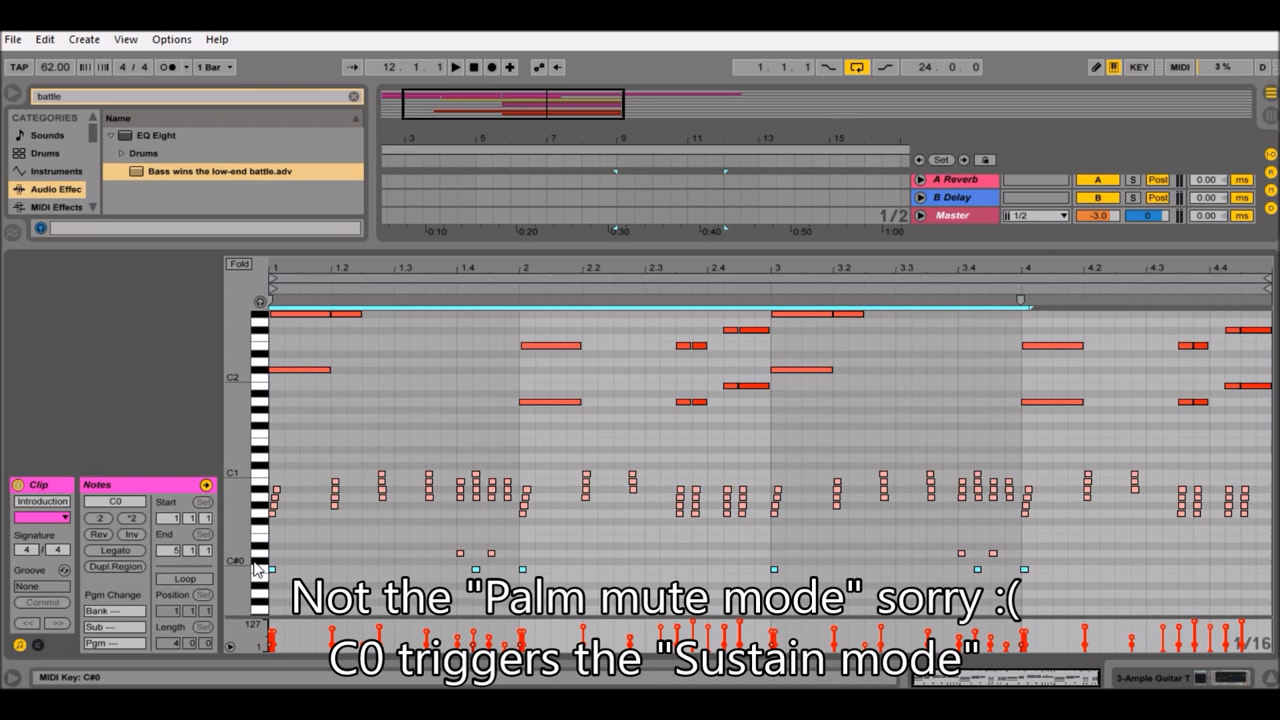 File Edit Create View Options Help
TAP 62.00 4 / 4 1 Bar 12. 1. 1 1. 1. 1 24. 0. 0 KEY MIDI 3 % D
battle
CATEGORIES Name
Sounds EQ Eight
Drums Drums
Instruments Bass wins the low-end battle.adv
Audio Effec
MIDI Effects
3 5 7 9 11 13 15
Set
A Reverb A S Post 0.00 ms
B Delay B S Post 0.00 ms
1/2 Master 1/2 -3.0 0 0.00 ms
0:10 0:20 0:30 0:40 0:50 1:00
Fold 1 1.2 1.3 1.4 2 2.2 2.3 2.4 3 3.2 3.3 3.4 4 4.2 4.3 4.4
C2
C1
C#0
Clip Notes
Introduction C0 Start Set
:2 *2 1 1 1
Signature Rev Inv End Set
4 / 4 Legato 5 1 1
Groove Dupl.Region
None Loop
Commit Pgm Change Position Set
<< >> Bank --- 1 1 1
Sub --- Length Set
Pgm --- 4 0 0
127
1
1/16
Not the "Palm mute mode" sorry :(
C0 triggers the "Sustain mode"
MIDI Key: C#0 3-Ample Guitar T